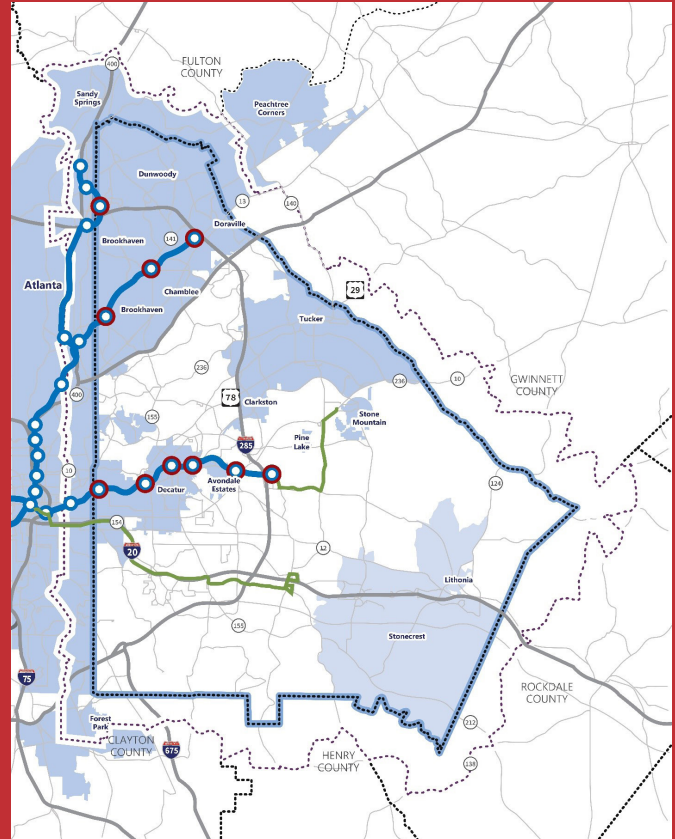 FULTON
COUNTY
400
Sandy
Springs
Peachtree
Corners
Dunwoody
13
140
Doraville
Brookhaven
141
Atlanta
Chamblee
29
Brookhaven
Tucker
236
GWINNETT
COUNTY
10
236
400
78
Clarkston
155
Stone
Mountain
285
Pine
Lake
10
Avondale
Estates
Decatur
124
154
20
12
Lithonia
155
Stonecrest
75
ROCKDALE
COUNTY
Forest
Park
212
CLAYTON
COUNTY
675
HENRY
COUNTY
138